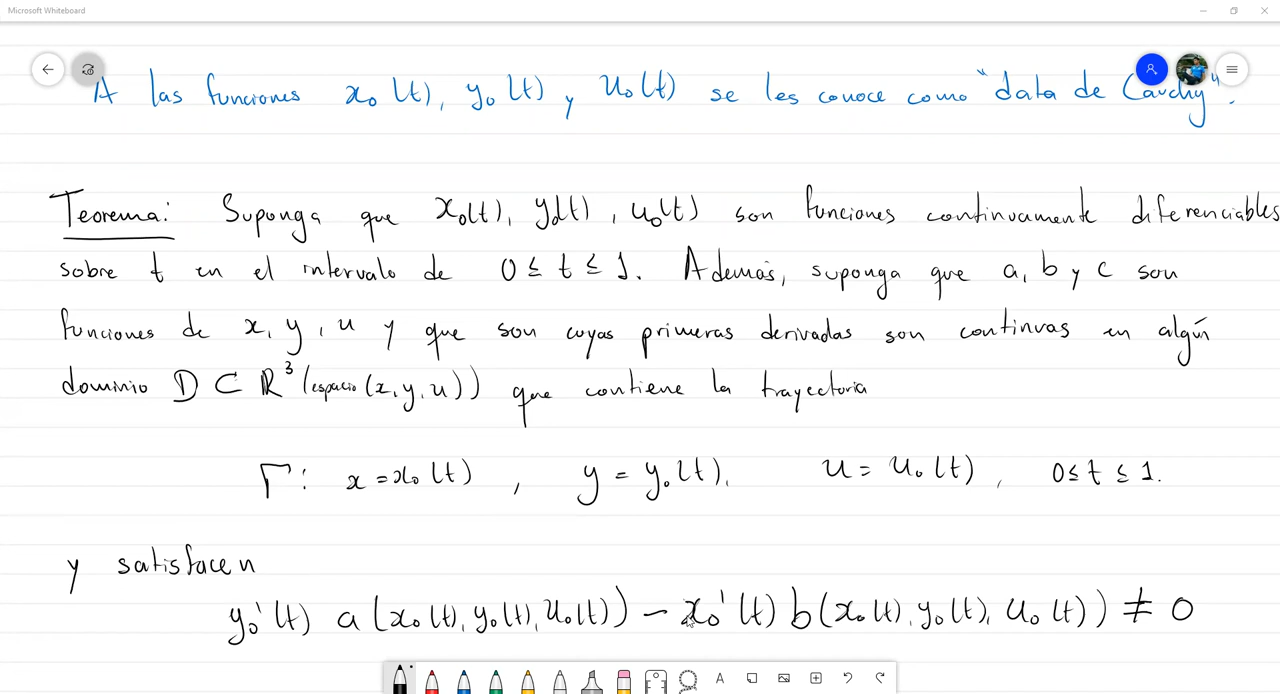 Microsoft Whiteboard
A las funciones x₀(t), y₀(t) y u₀(t) se les conoce como "data de Cauchy".
Teorema: Suponga que x₀(t), y₀(t), u₀(t) son funciones continuamente diferenciables
sobre t en el intervalo de 0 ≤ t ≤ 1. Además, suponga que a, b y c son
funciones de x, y, u y que son cuyas primeras derivadas son continuas en algún
dominio D ⊂ ℝ³ (espacio (x, y, u)) que contiene la trayectoria
Γ: x = x₀(t), y = y₀(t), u = u₀(t), 0 ≤ t ≤ 1.
y satisfacen
y₀'(t) a(x₀(t), y₀(t), u₀(t)) − x₀'(t) b(x₀(t), y₀(t), u₀(t)) ≠ 0
A